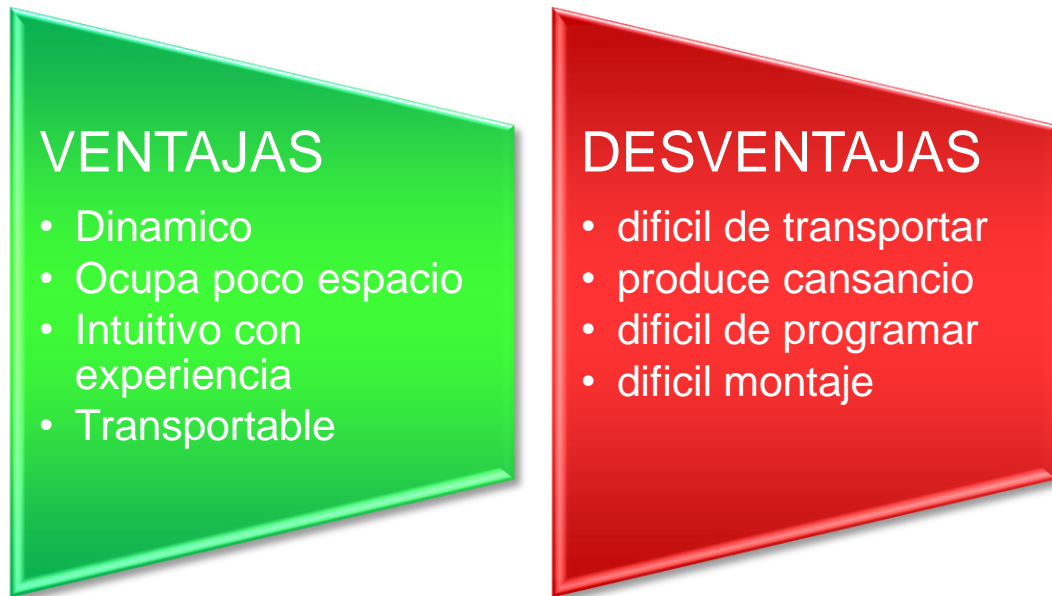 VENTAJAS
• Dinamico
• Ocupa poco espacio
• Intuitivo con
experiencia
• Transportable
DESVENTAJAS
• dificil de transportar
• produce cansancio
• dificil de programar
• dificil montaje